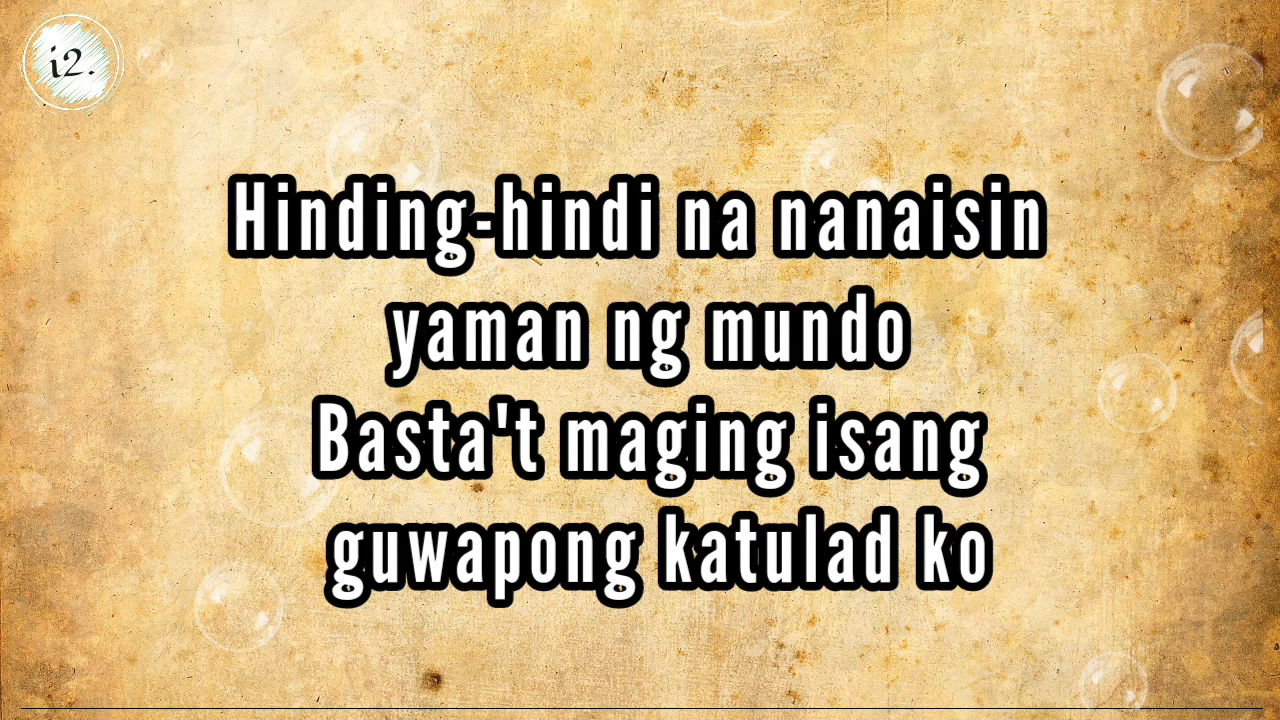 i2.
Hinding-hindi na nanaisin
yaman ng mundo
Basta't maging isang
guwapong katulad ko